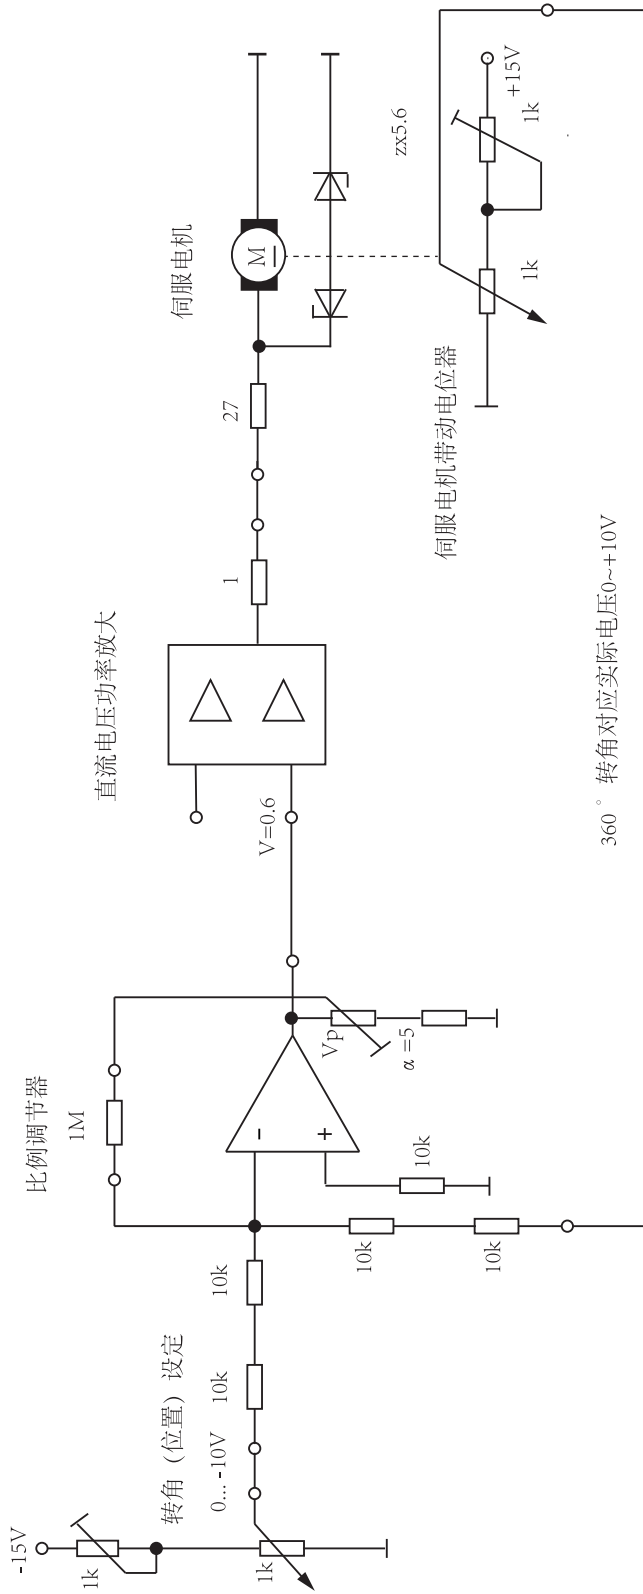 -15V
1k
1k
转角（位置）设定
0... -10V
10k
10k
比例调节器
1M
-
+
10k
10k
10k
Vp
α=5
直流电压功率放大
V=0.6
1
27
伺服电机
M
zx5.6
+15V
1k
1k
伺服电机带动电位器
360° 转角对应实际电压0~+10V